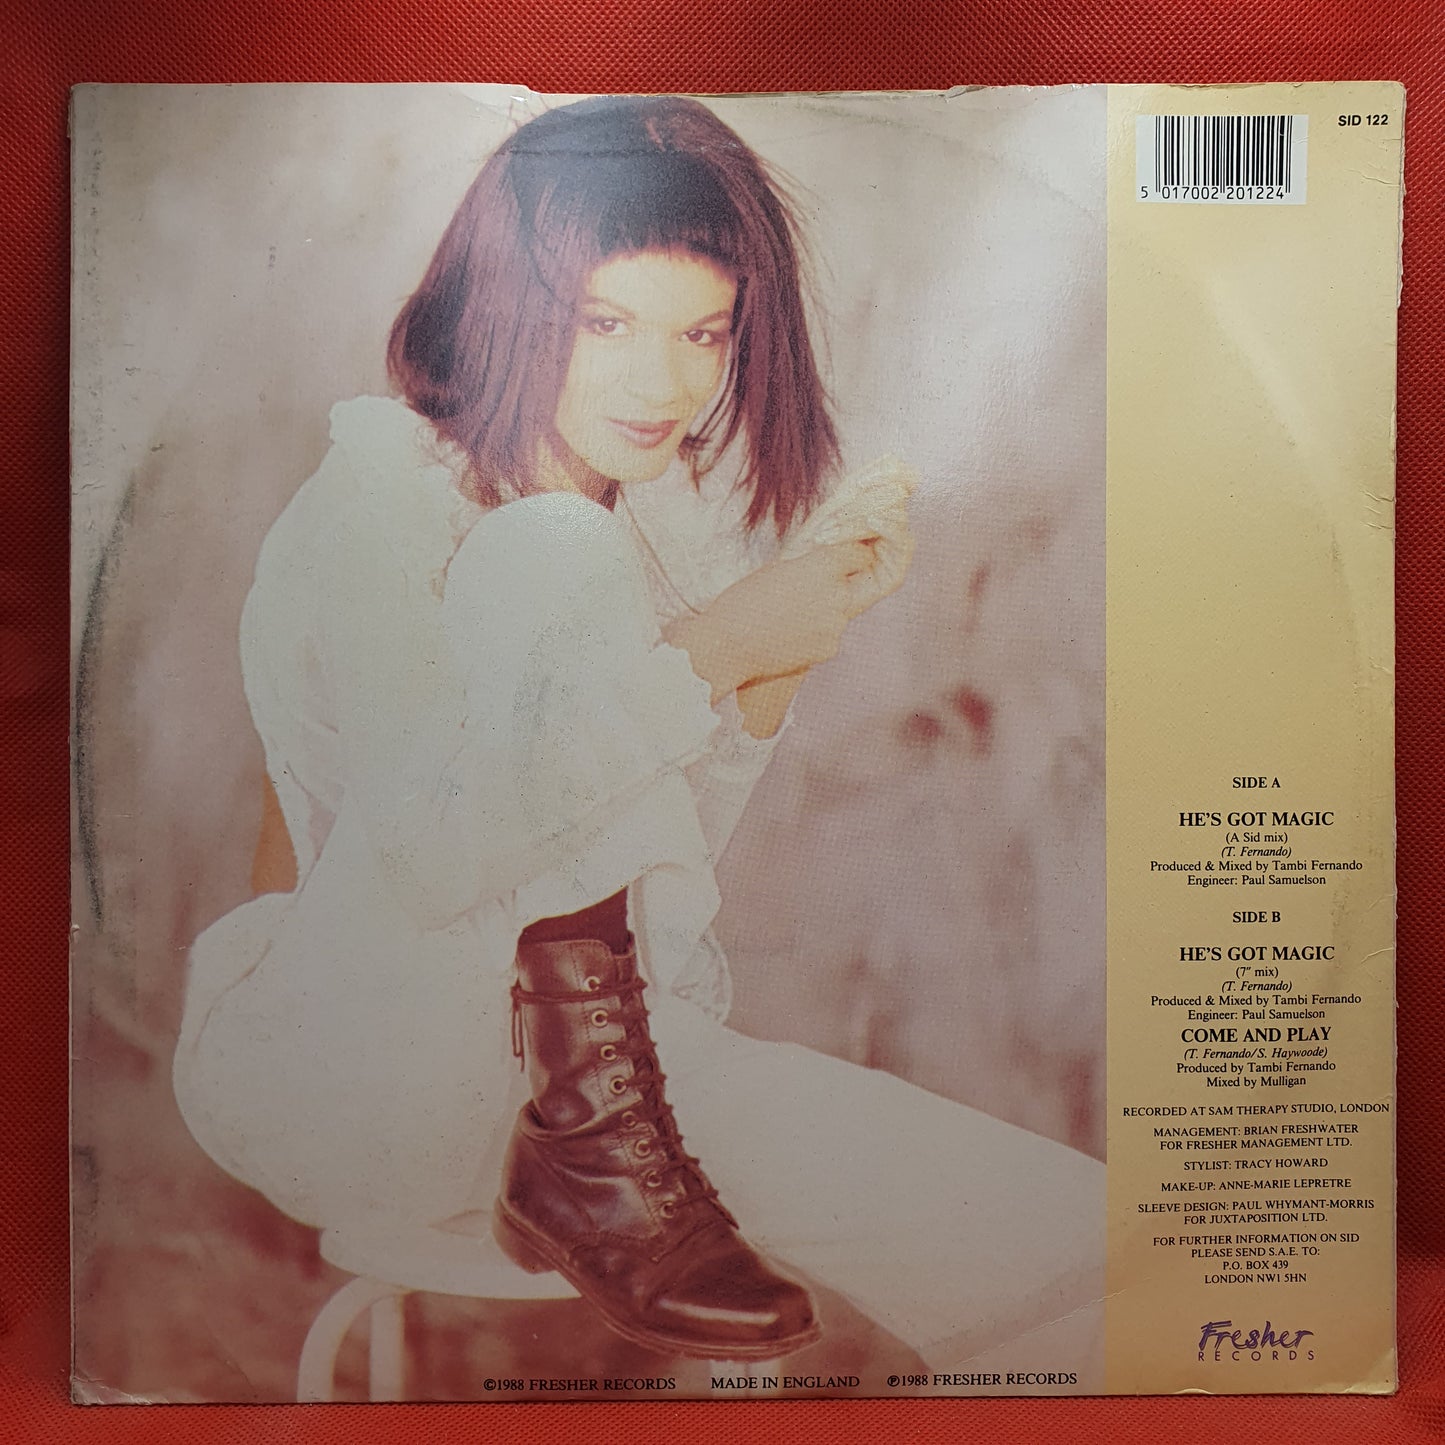 SID 122
5 017002 201224
SIDE A
HE'S GOT MAGIC
(A Sid mix)
(T. Fernando)
Produced & Mixed by Tambi Fernando
Engineer: Paul Samuelson
SIDE B
HE'S GOT MAGIC
(7″ mix)
(T. Fernando)
Produced & Mixed by Tambi Fernando
Engineer: Paul Samuelson
COME AND PLAY
(T. Fernando/S. Haywoode)
Produced by Tambi Fernando
Mixed by Mulligan
RECORDED AT SAM THERAPY STUDIO, LONDON
MANAGEMENT: BRIAN FRESHWATER
FOR FRESHER MANAGEMENT LTD.
STYLIST: TRACY HOWARD
MAKE-UP: ANNE-MARIE LEPRETRE
SLEEVE DESIGN: PAUL WHYMANT-MORRIS
FOR JUXTAPOSITION LTD.
FOR FURTHER INFORMATION ON SID
PLEASE SEND S.A.E. TO:
P.O. BOX 439
LONDON NW1 5HN
Fresher
RECORDS
©1988 FRESHER RECORDS MADE IN ENGLAND ℗1988 FRESHER RECORDS